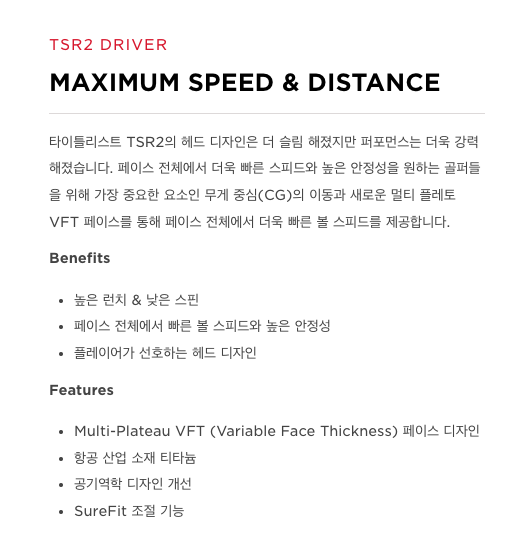 TSR2 DRIVER
MAXIMUM SPEED & DISTANCE
타이틀리스트 TSR2의 헤드 디자인은 더 슬림 해졌지만 퍼포먼스는 더욱 강력
해졌습니다. 페이스 전체에서 더욱 빠른 스피드와 높은 안정성을 원하는 골퍼들
을 위해 가장 중요한 요소인 무게 중심(CG)의 이동과 새로운 멀티 플레토
VFT 페이스를 통해 페이스 전체에서 더욱 빠른 볼 스피드를 제공합니다.
Benefits
• 높은 런치 & 낮은 스핀
• 페이스 전체에서 빠른 볼 스피드와 높은 안정성
• 플레이어가 선호하는 헤드 디자인
Features
• Multi-Plateau VFT (Variable Face Thickness) 페이스 디자인
• 항공 산업 소재 티타늄
• 공기역학 디자인 개선
• SureFit 조절 기능